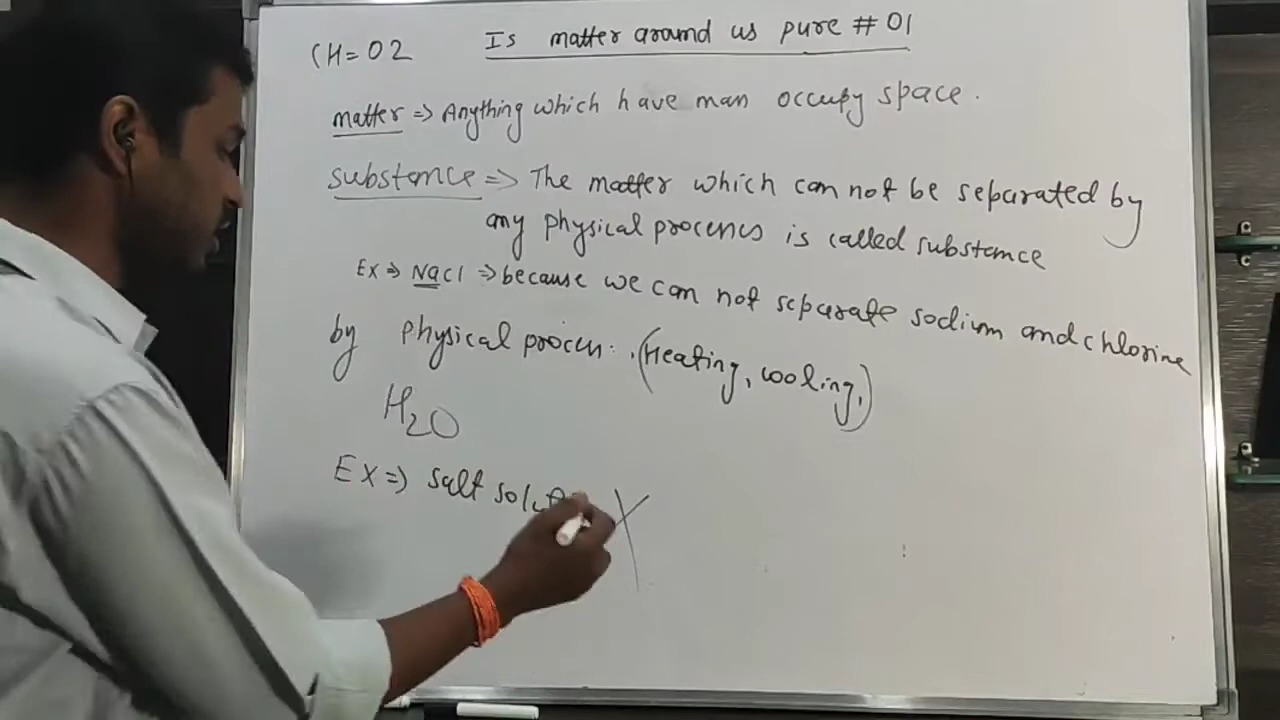 CH=02 Is matter around us pure # 01
matter => Anything which have man occupy space.
substance => The matter which can not be separated by
any physical process is called substance
Ex => NaCl => because we can not separate sodium and chlorine
by Physical process. (Heating, cooling,)
H2O
Ex => salt